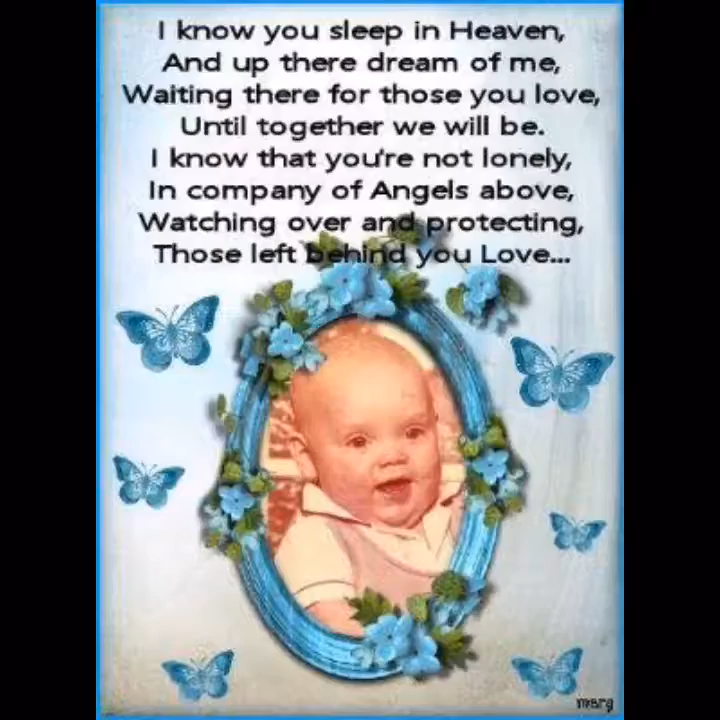 I know you sleep in Heaven,
And up there dream of me,
Waiting there for those you love,
Until together we will be.
I know that you're not lonely,
In company of Angels above,
Watching over and protecting,
Those left behind you Love...
marg